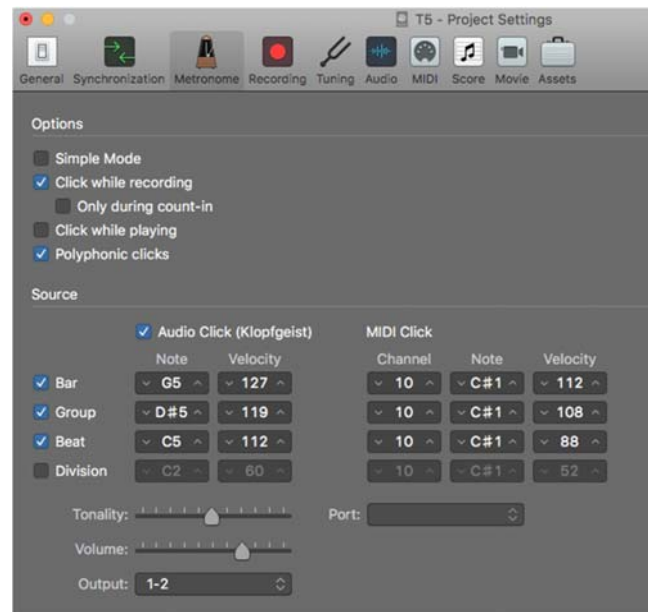 T5 - Project Settings
General Synchronization Metronome Recording Tuning Audio MIDI Score Movie Assets
Options
Simple Mode
Click while recording
Only during count-in
Click while playing
Polyphonic clicks
Source
Audio Click (Klopfgeist) MIDI Click
Note Velocity Channel Note Velocity
Bar G5 127 10 C#1 112
Group D#5 119 10 C#1 108
Beat C5 112 10 C#1 88
Division C2 60 10 C#1 52
Tonality: Port:
Volume:
Output: 1-2